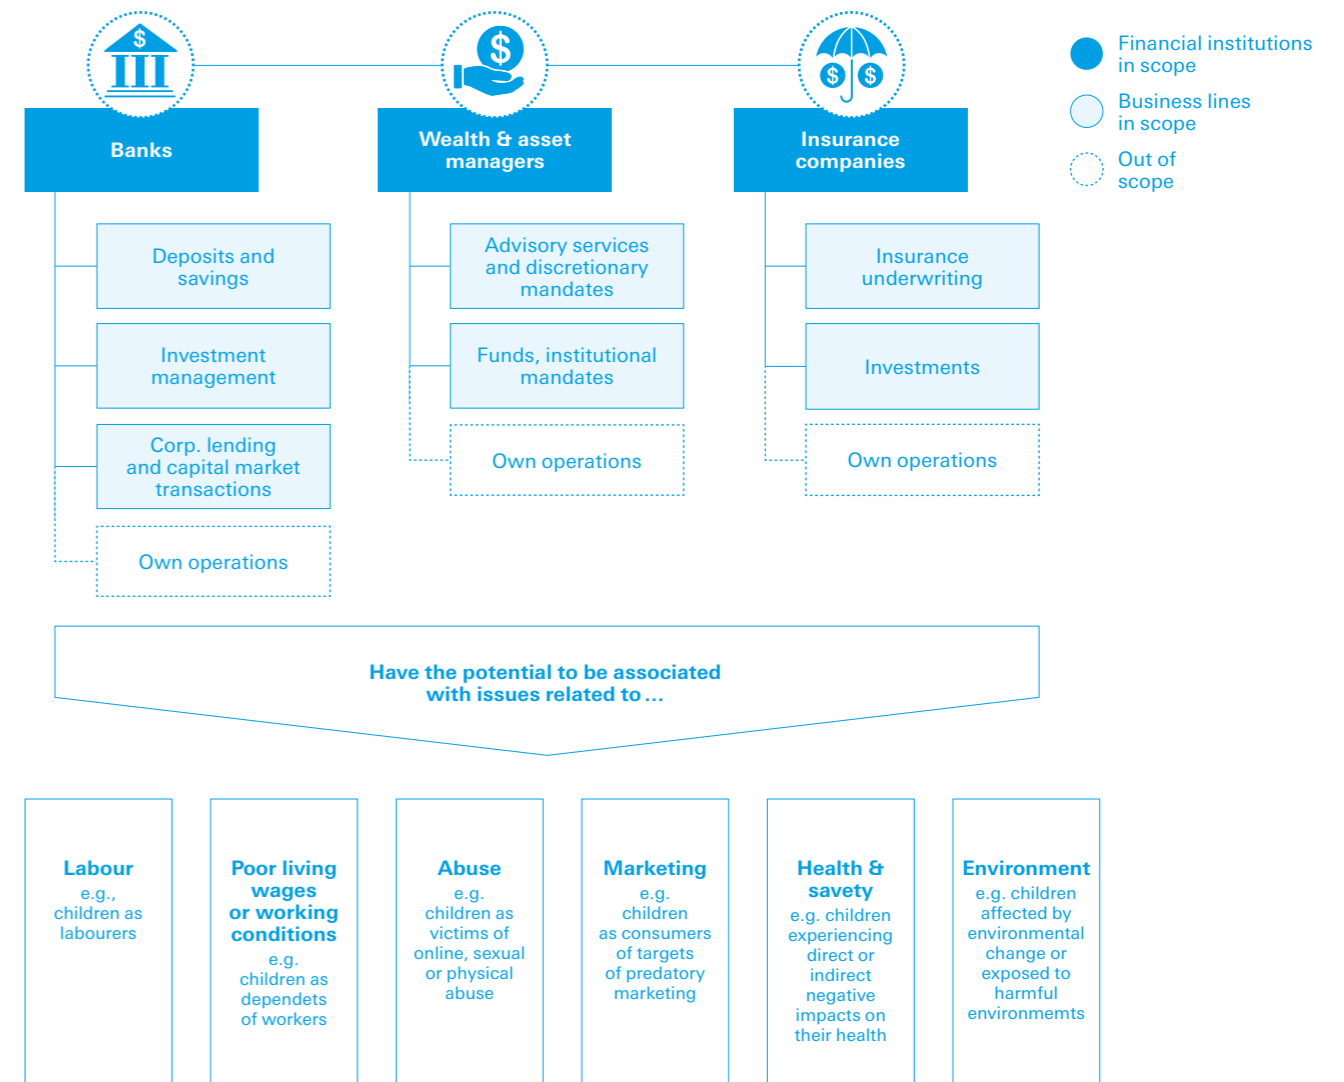 $
$
$ $
Financial institutions
in scope
Business lines
in scope
Out of
scope
Banks
Wealth & asset
managers
Insurance
companies
Deposits and
savings
Investment
management
Corp. lending
and capital market
transactions
Own operations
Advisory services
and discretionary
mandates
Funds, institutional
mandates
Own operations
Insurance
underwriting
Investments
Own operations
Have the potential to be associated
with issues related to ...
Labour
e.g.,
children as
labourers
Poor living
wages
or working
conditions
e.g.
children as
dependets
of workers
Abuse
e.g.
children as
victims of
online, sexual
or physical
abuse
Marketing
e.g.
children
as consumers
of targets
of predatory
marketing
Health &
savety
e.g. children
experiencing
direct or
indirect
negative
impacts on
their health
Environment
e.g. children
affected by
environmental
change or
exposed to
harmful
environmemts